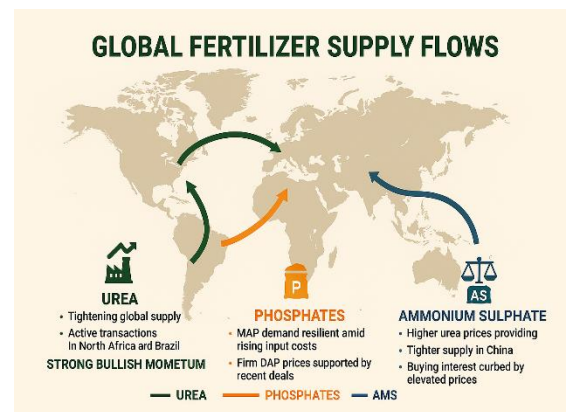 GLOBAL FERTILIZER SUPPLY FLOWS
UREA
• Tightening global supply
• Active transactions
In North Africa ard Brazil
STRONG BULLISH MOMETUM
P
PHOSPHATES
• MAP demand resilient amid
rising input costs
• Firm DAP prices supported by
recent deals
AS
AMMONIUM SULPHATE
• Higher urea prices providing
• Tighter supply in China
• Buying interest curbed by
elevated prices
UREA
PHOSPHATES
AMS